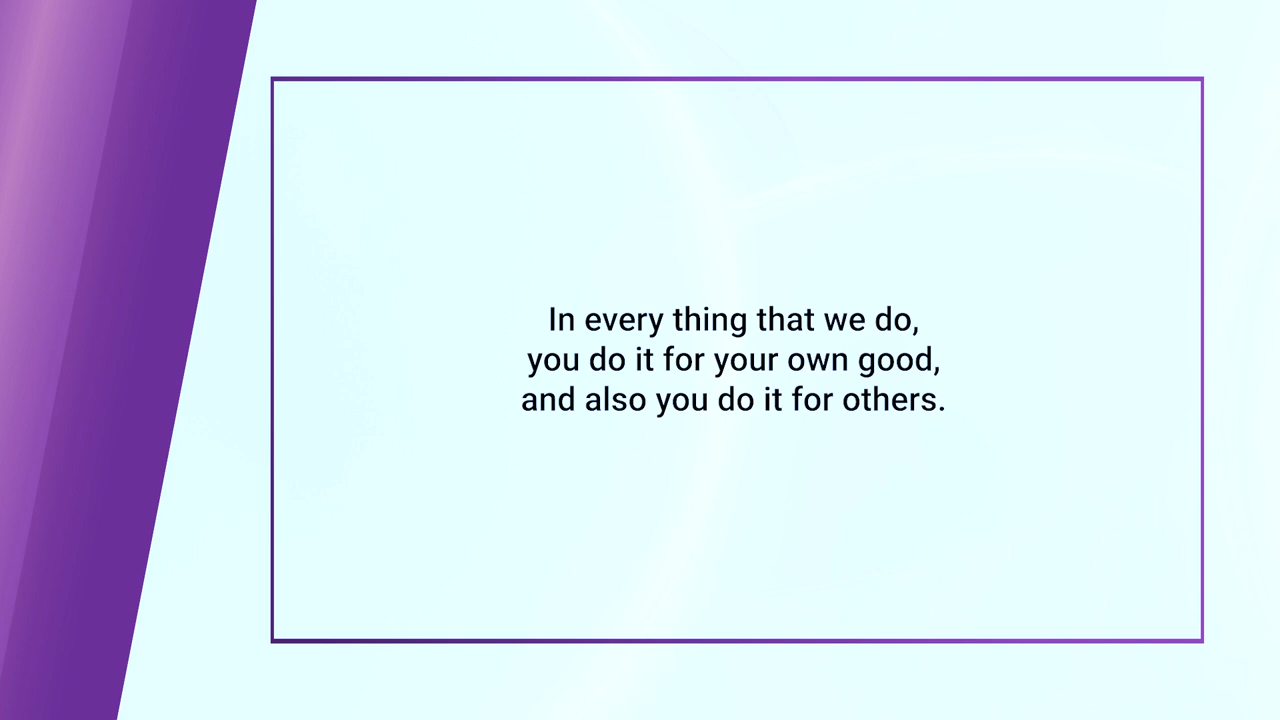 In every thing that we do,
you do it for your own good,
and also you do it for others.